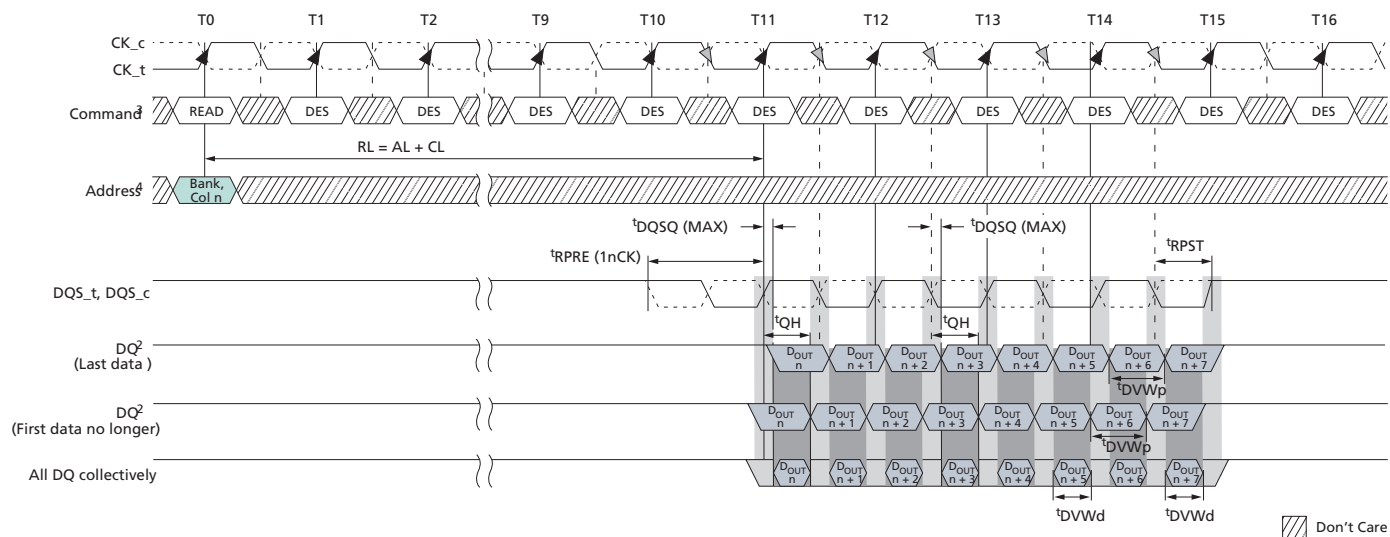 T0 T1 T2 T9 T10 T11 T12 T13 T14 T15 T16
CK_c
CK_t
Command3 READ DES DES DES DES DES DES DES DES DES DES
RL = AL + CL
Address4 Bank,
Col n
tDQSQ (MAX) tDQSQ (MAX)
tRPRE (1nCK) tRPST
DQS_t, DQS_c
tQH tQH
DQ2
(Last data )
DOUT n DOUT n + 1 DOUT n + 2 DOUT n + 3 DOUT n + 4 DOUT n + 5 DOUT n + 6 DOUT n + 7
tDVWp
DQ2
(First data no longer)
DOUT n DOUT n + 1 DOUT n + 2 DOUT n + 3 DOUT n + 4 DOUT n + 5 DOUT n + 6 DOUT n + 7
tDVWp
All DQ collectively
DOUT n DOUT n + 1 DOUT n + 2 DOUT n + 3 DOUT n + 4 DOUT n + 5 DOUT n + 6 DOUT n + 7
tDVWd tDVWd
Don't Care